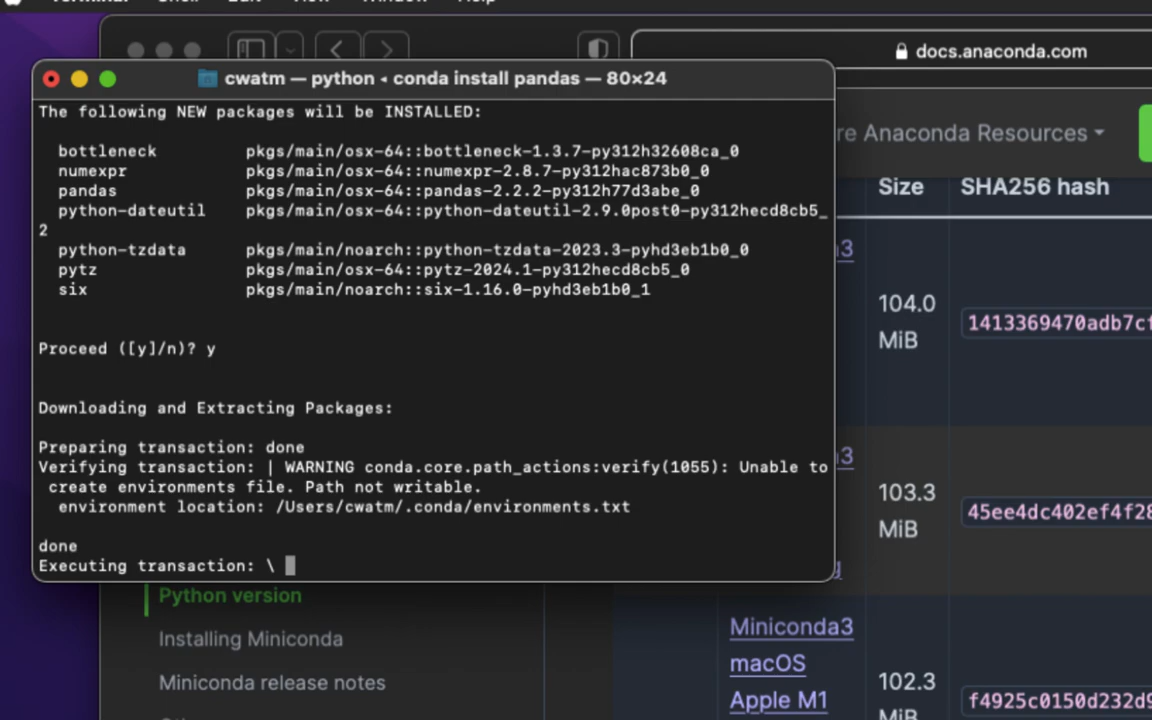 docs.anaconda.com
cwatm — python ◂ conda install pandas — 80×24
The following NEW packages will be INSTALLED:
bottleneck pkgs/main/osx-64::bottleneck-1.3.7-py312h32608ca_0
numexpr pkgs/main/osx-64::numexpr-2.8.7-py312hac873b0_0
pandas pkgs/main/osx-64::pandas-2.2.2-py312h77d3abe_0
python-dateutil pkgs/main/osx-64::python-dateutil-2.9.0post0-py312hecd8cb5_
2
python-tzdata pkgs/main/noarch::python-tzdata-2023.3-pyhd3eb1b0_0
pytz pkgs/main/osx-64::pytz-2024.1-py312hecd8cb5_0
six pkgs/main/noarch::six-1.16.0-pyhd3eb1b0_1
Proceed ([y]/n)? y
Downloading and Extracting Packages:
Preparing transaction: done
Verifying transaction: | WARNING conda.core.path_actions:verify(1055): Unable to
create environments file. Path not writable.
environment location: /Users/cwatm/.conda/environments.txt
done
Executing transaction: \
re Anaconda Resources
Size SHA256 hash
104.0
MiB
1413369470adb7cf
103.3
MiB
45ee4dc402ef4f28
Python version
Installing Miniconda
Miniconda release notes
Miniconda3
macOS
Apple M1
102.3
MiB
f4925c0150d232d9